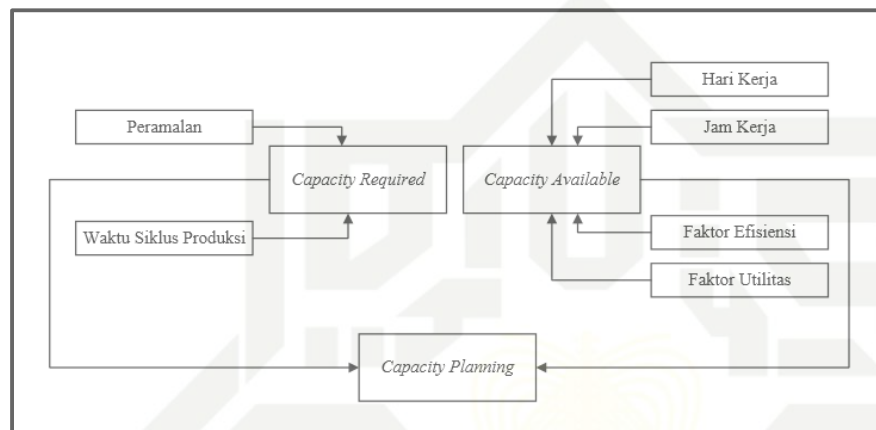 Hari Kerja
Peramalan
Jam Kerja
Capacity Required
Capacity Available
Waktu Siklus Produksi
Faktor Efisiensi
Faktor Utilitas
Capacity Planning